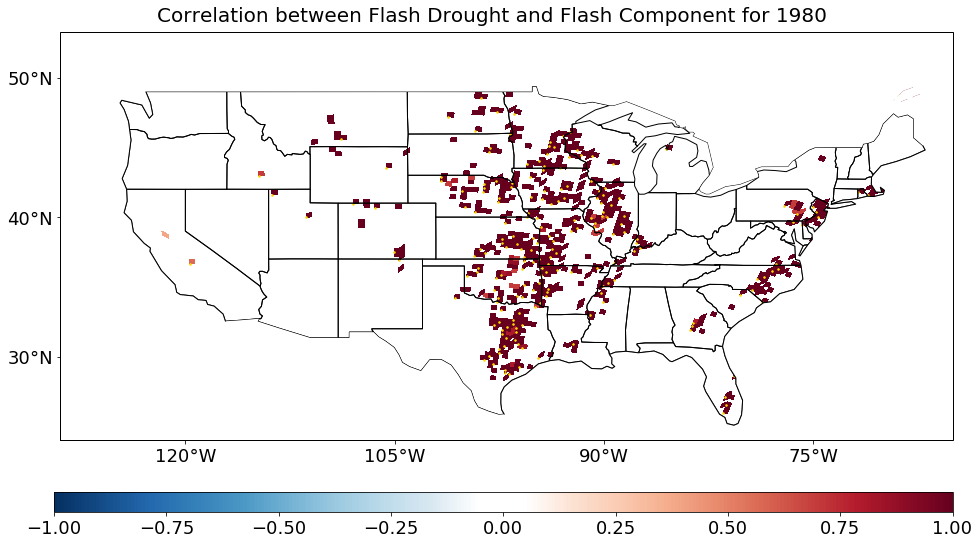 Correlation between Flash Drought and Flash Component for 1980
50°N
40°N
30°N
120°W 105°W 90°W 75°W
−1.00 −0.75 −0.50 −0.25 0.00 0.25 0.50 0.75 1.00